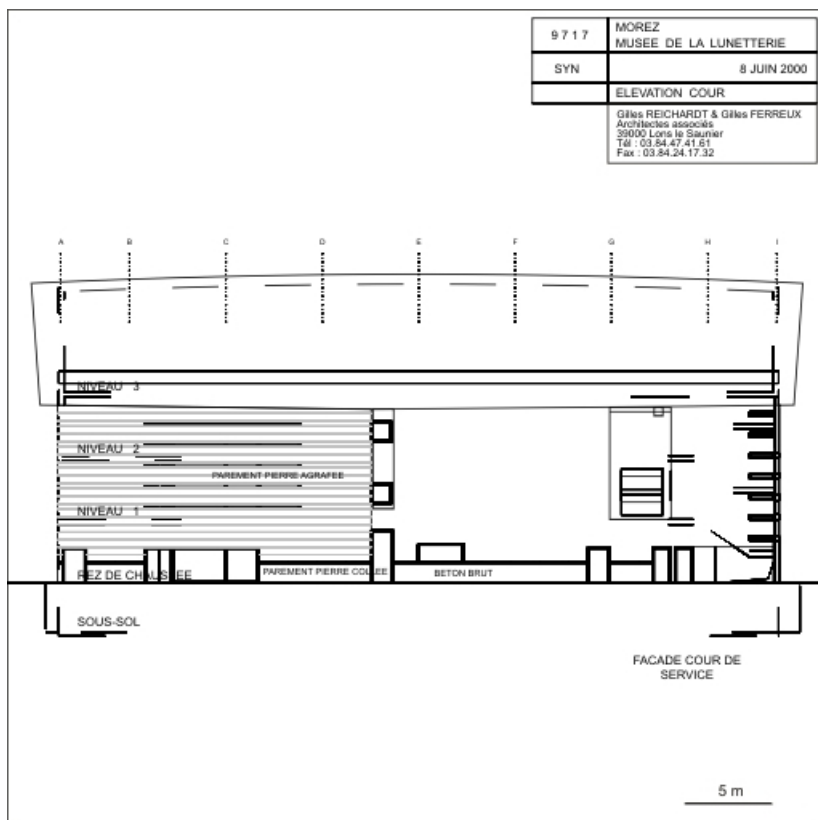 9717
MOREZ
MUSEE DE LA LUNETTERIE
SYN
8 JUIN 2000
ELEVATION COUR
Gilles REICHARDT & Gilles FERREUX
Architectes associés
39000 Lons le Saunier
Tél : 03.84.47.41.61
Fax : 03.84.24.17.32
A B C D E F G H I
NIVEAU 3
NIVEAU 2
PAREMENT PIERRE AGRAFEE
NIVEAU 1
REZ DE CHAUSSEE
PAREMENT PIERRE COLLEE
BETON BRUT
SOUS-SOL
FACADE COUR DE
SERVICE
5 m